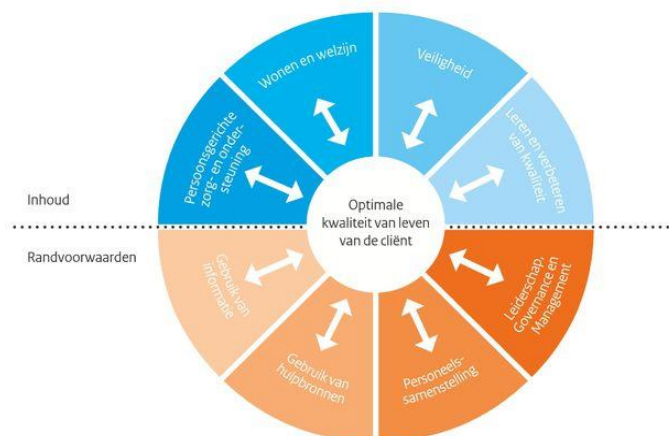 Wonen en welzijn
Veiligheid
Persoonsgerichte
zorg- en onder-
steuning
Leren en verbeteren
van kwaliteit
Inhoud
Optimale
kwaliteit van leven
van de cliënt
Randvoorwaarden
Gebruik van
informatie
Leiderschap,
Governance en
Management
Gebruik van
hulpbronnen
Personeels-
samenstelling